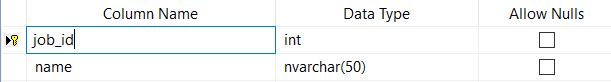 Column Name Data Type Allow Nulls
job_id int
name nvarchar(50)